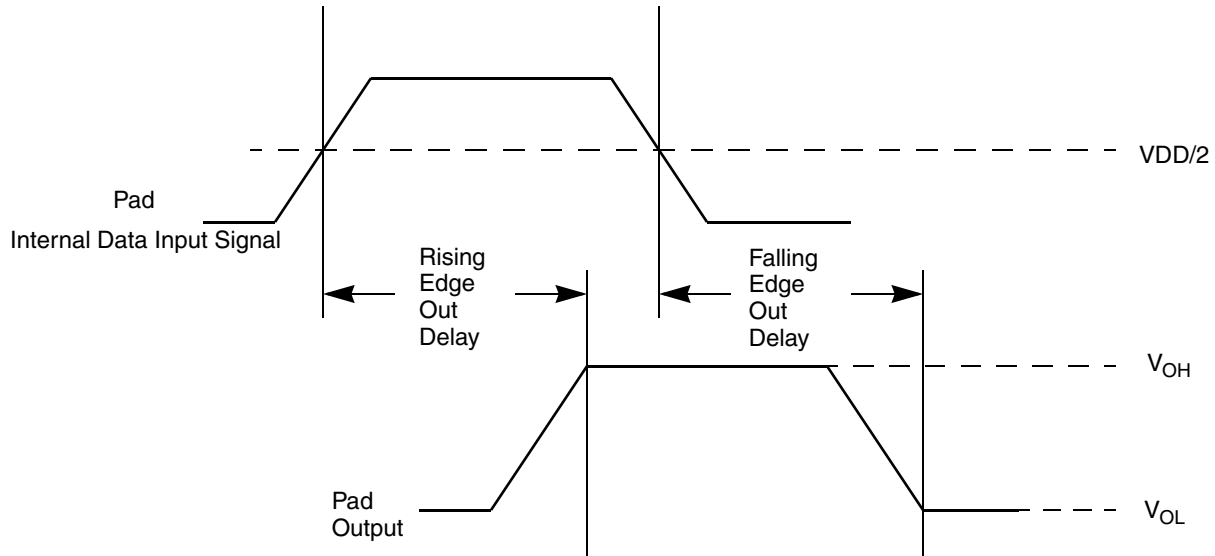 VDD/2
Pad
Internal Data Input Signal
Rising
Edge
Out
Delay
Falling
Edge
Out
Delay
VOH
Pad
Output
VOL